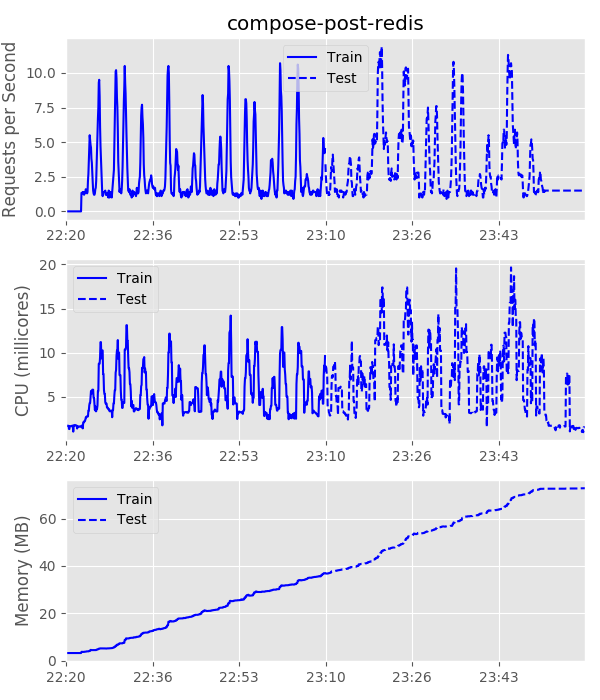 compose-post-redis
Requests per Second
10.0
7.5
5.0
2.5
0.0
Train
Test
22:20 22:36 22:53 23:10 23:26 23:43
CPU (millicores)
20
15
10
5
Train
Test
22:20 22:36 22:53 23:10 23:26 23:43
Memory (MB)
60
40
20
0
Train
Test
22:20 22:36 22:53 23:10 23:26 23:43